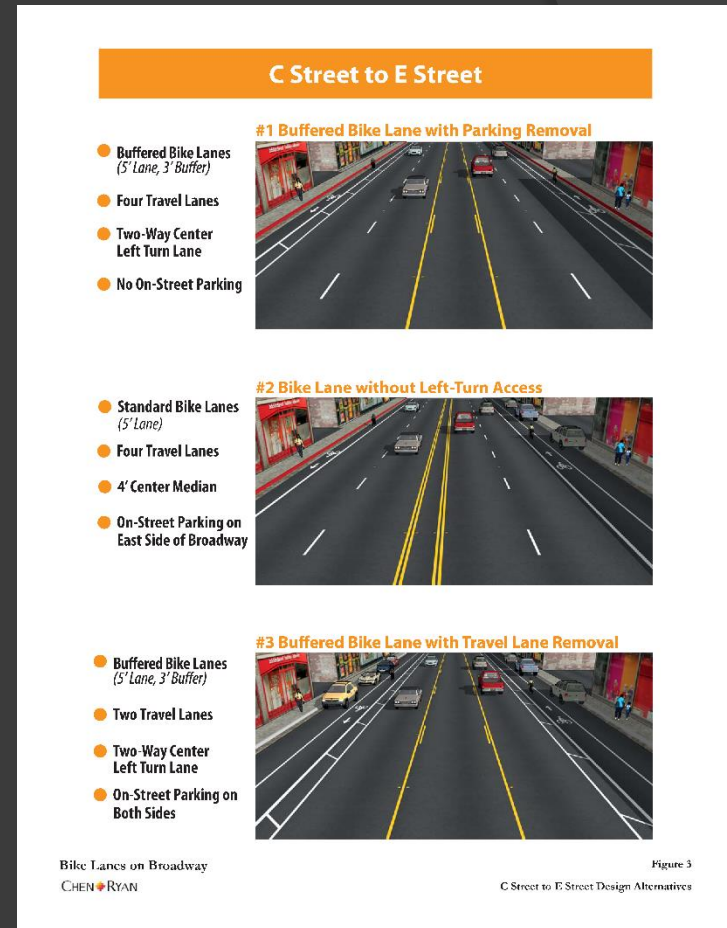 C Street to E Street
#1 Buffered Bike Lane with Parking Removal
Buffered Bike Lanes
(5' Lane, 3' Buffer)
Four Travel Lanes
Two-Way Center
Left Turn Lane
No On-Street Parking
#2 Bike Lane without Left-Turn Access
Standard Bike Lanes
(5' Lane)
Four Travel Lanes
4' Center Median
On-Street Parking on
East Side of Broadway
#3 Buffered Bike Lane with Travel Lane Removal
Buffered Bike Lanes
(5' Lane, 3' Buffer)
Two Travel Lanes
Two-Way Center
Left Turn Lane
On-Street Parking on
Both Sides
Bike Lanes on Broadway
CHEN RYAN
Figure 3
C Street to E Street Design Alternatives